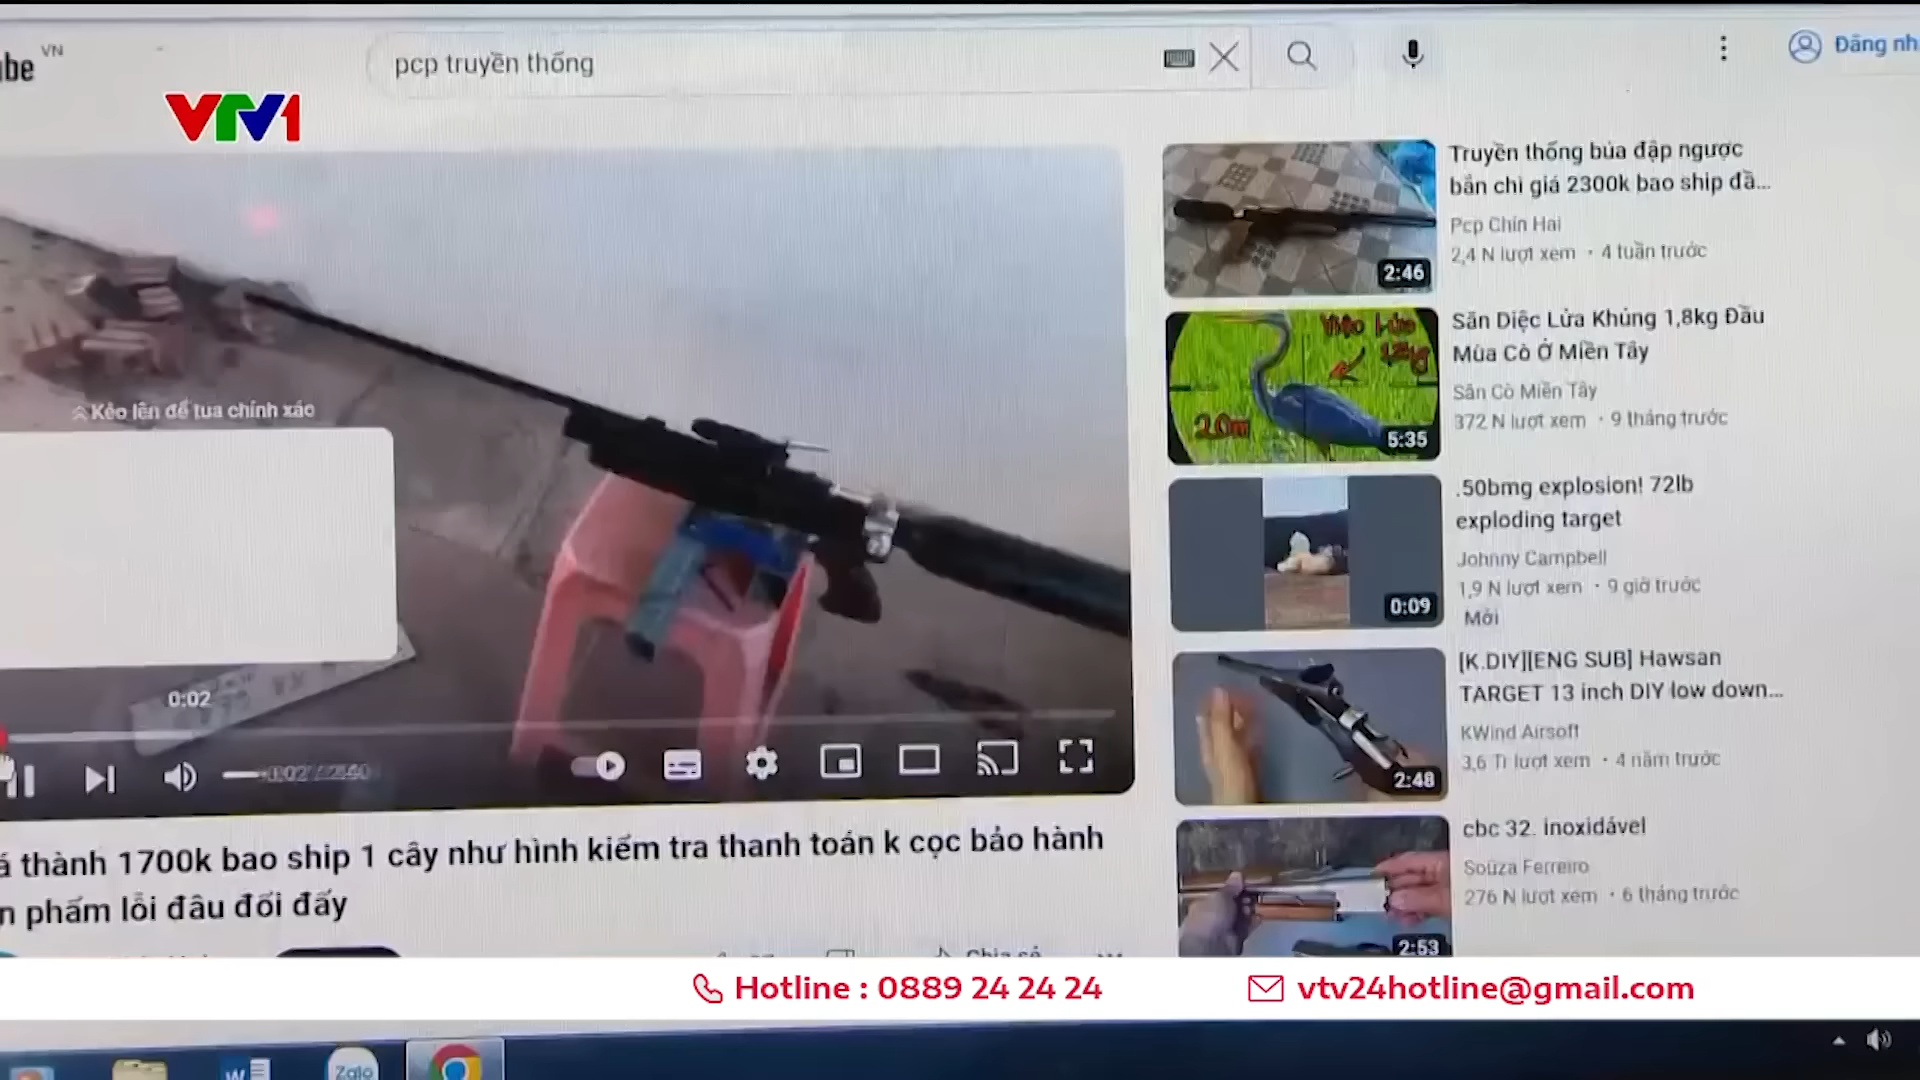 be VN
pcp truyền thống
Đăng nh
VTV1
Truyền thống búa đập ngược
bắn chì giá 2300k bao ship đầ...
Pcp Chín Hai
2,4 N lượt xem • 4 tuần trước
2:46
Săn Diệc Lửa Khủng 1,8kg Đầu
Mùa Cò Ở Miền Tây
Săn Cò Miền Tây
372 N lượt xem • 9 tháng trước
20m
5:35
Kéo lên để tua chính xác
.50bmg explosion! 72lb
exploding target
Johnny Campbell
1,9 N lượt xem • 9 giờ trước
Mới
0:09
[K.DIY][ENG SUB] Hawsan
TARGET 13 inch DIY low down...
KWind Airsoft
3,6 Tr lượt xem • 4 năm trước
2:48
0:02
cbc 32. inoxidável
Souza Ferreiro
276 N lượt xem • 6 tháng trước
2:53
á thành 1700k bao ship 1 cây như hình kiểm tra thanh toán k cọc bảo hành
n phẩm lỗi đâu đổi đấy
Chia sẻ
Hotline : 0889 24 24 24
vtv24hotline@gmail.com
W
Zalo